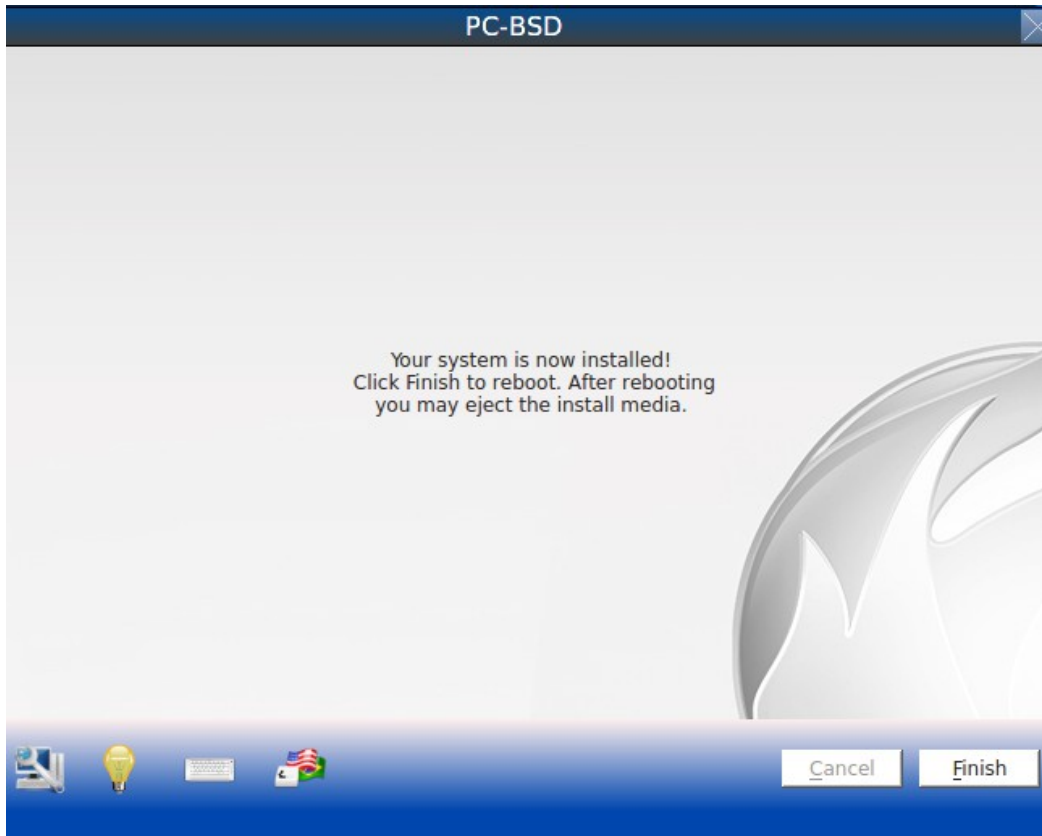 PC-BSD
Your system is now installed!
Click Finish to reboot. After rebooting
you may eject the install media.
Cancel
Finish